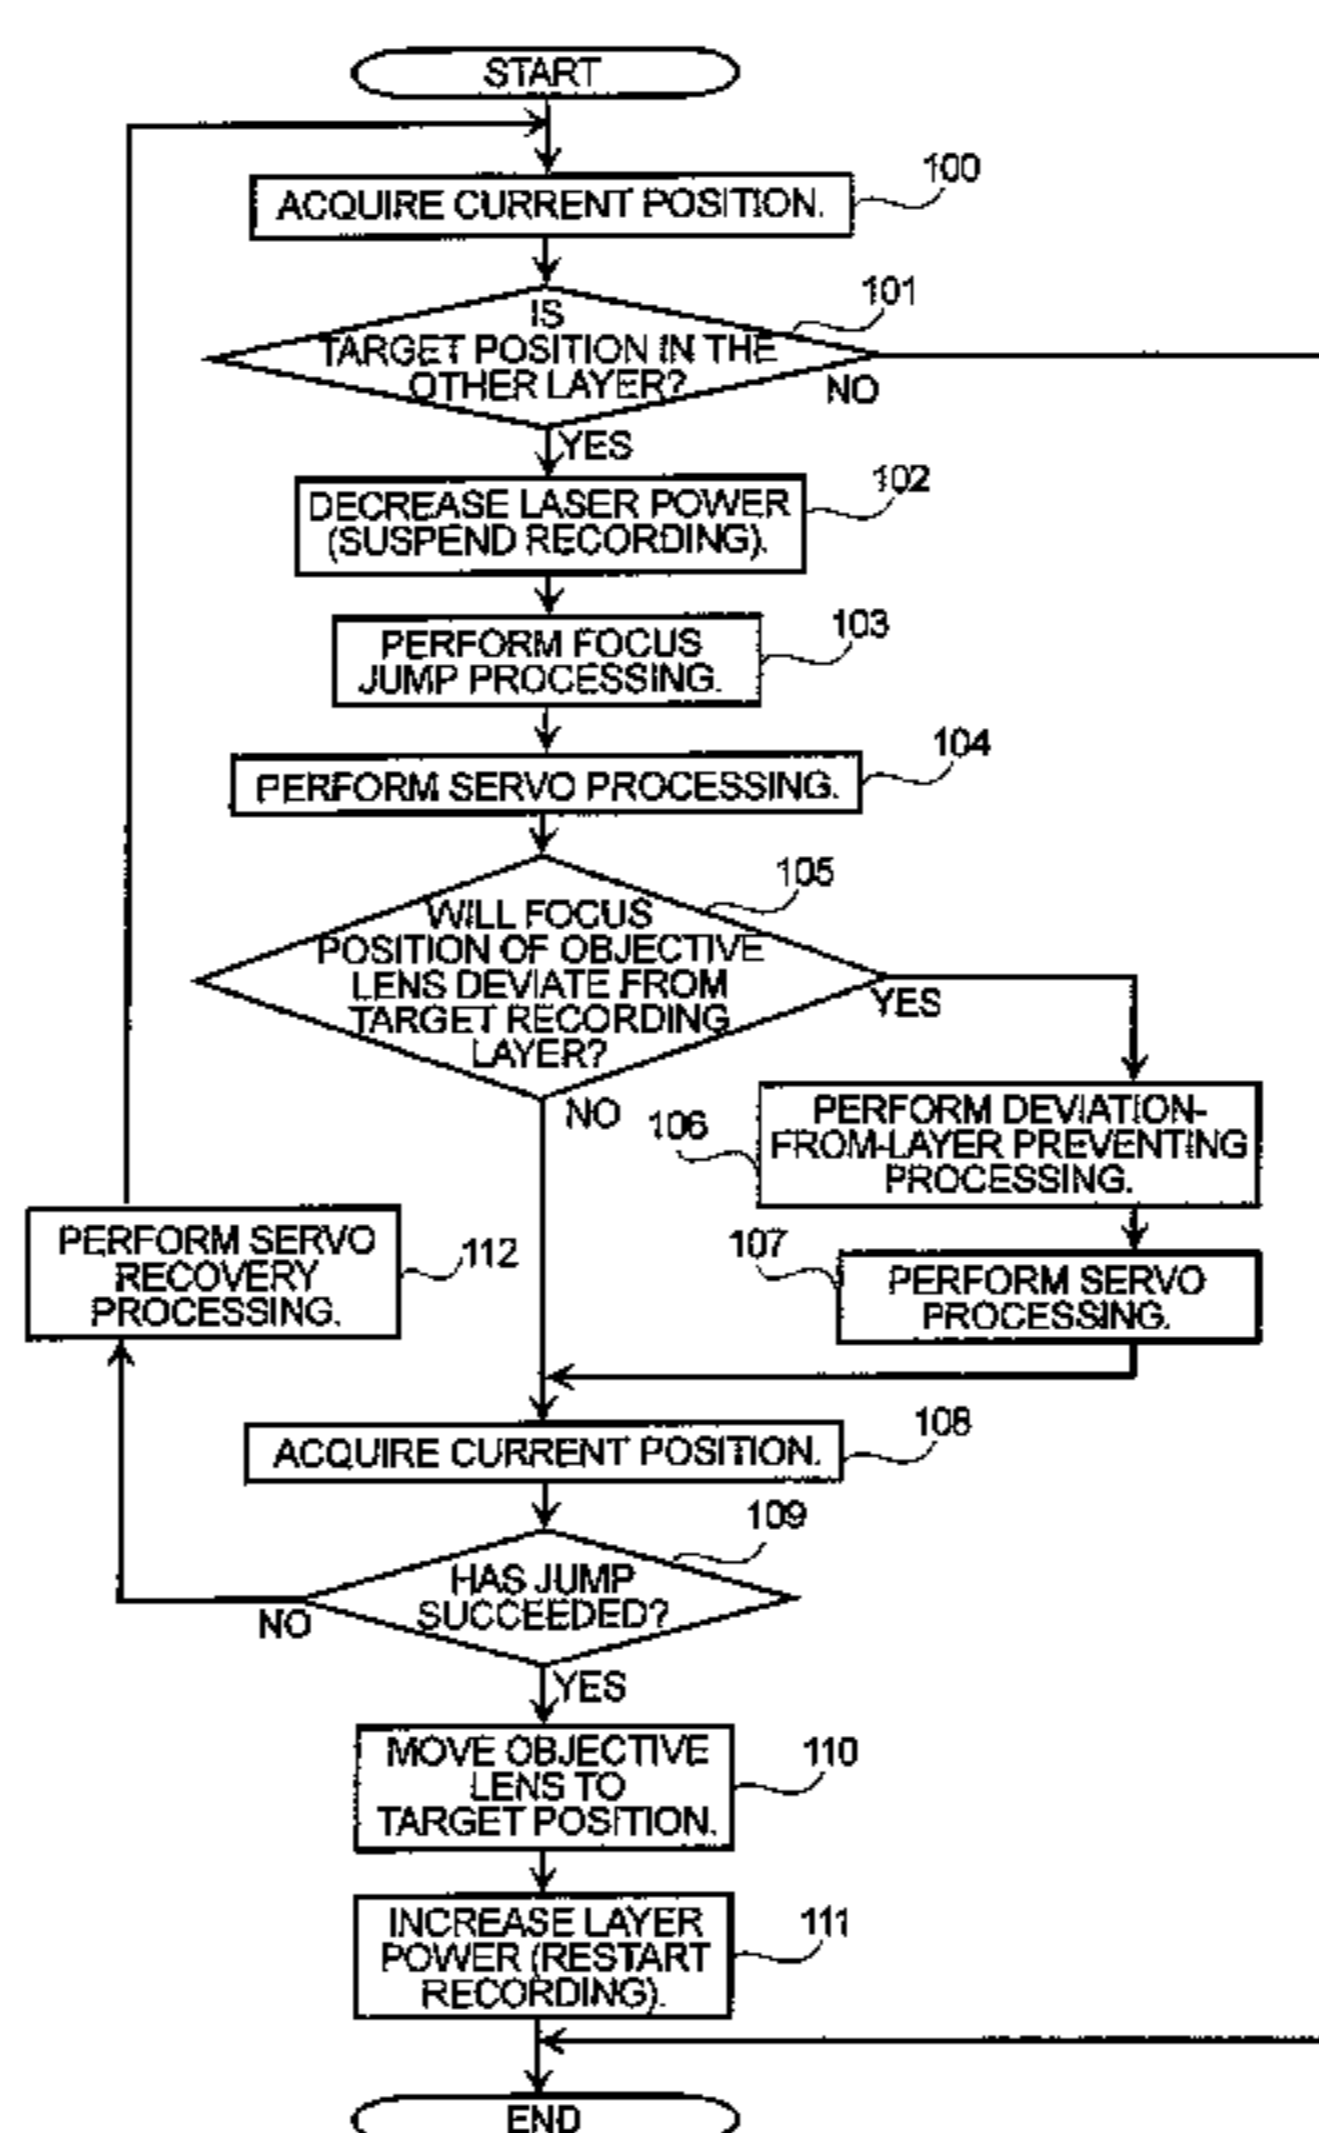 START
ACQUIRE CURRENT POSITION.
100
IS
TARGET POSITION IN THE
OTHER LAYER?
101
NO
YES
DECREASE LASER POWER
(SUSPEND RECORDING).
102
PERFORM FOCUS
JUMP PROCESSING.
103
PERFORM SERVO PROCESSING.
104
WILL FOCUS
POSITION OF OBJECTIVE
LENS DEVIATE FROM
TARGET RECORDING
LAYER?
105
YES
NO
PERFORM DEVIATION-
FROM-LAYER PREVENTING
PROCESSING.
106
PERFORM SERVO
PROCESSING.
107
PERFORM SERVO
RECOVERY
PROCESSING.
112
ACQUIRE CURRENT POSITION.
108
HAS JUMP
SUCCEEDED?
109
NO
YES
MOVE OBJECTIVE
LENS TO
TARGET POSITION.
110
INCREASE LAYER
POWER (RESTART
RECORDING).
111
END